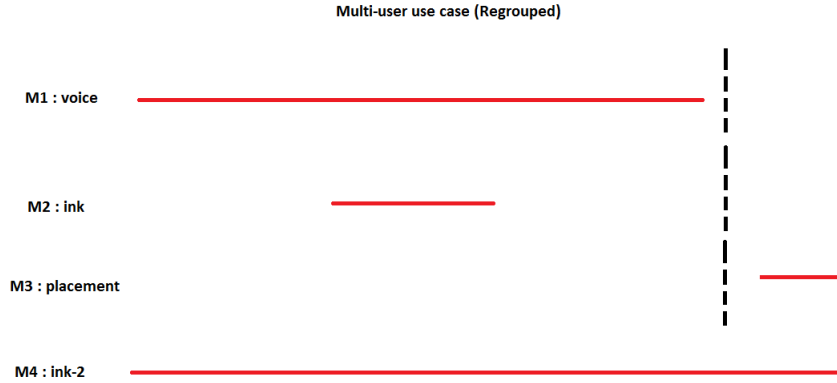 Multi-user use case (Regrouped)
M1 : voice
M2 : ink
M3 : placement
M4 : ink-2